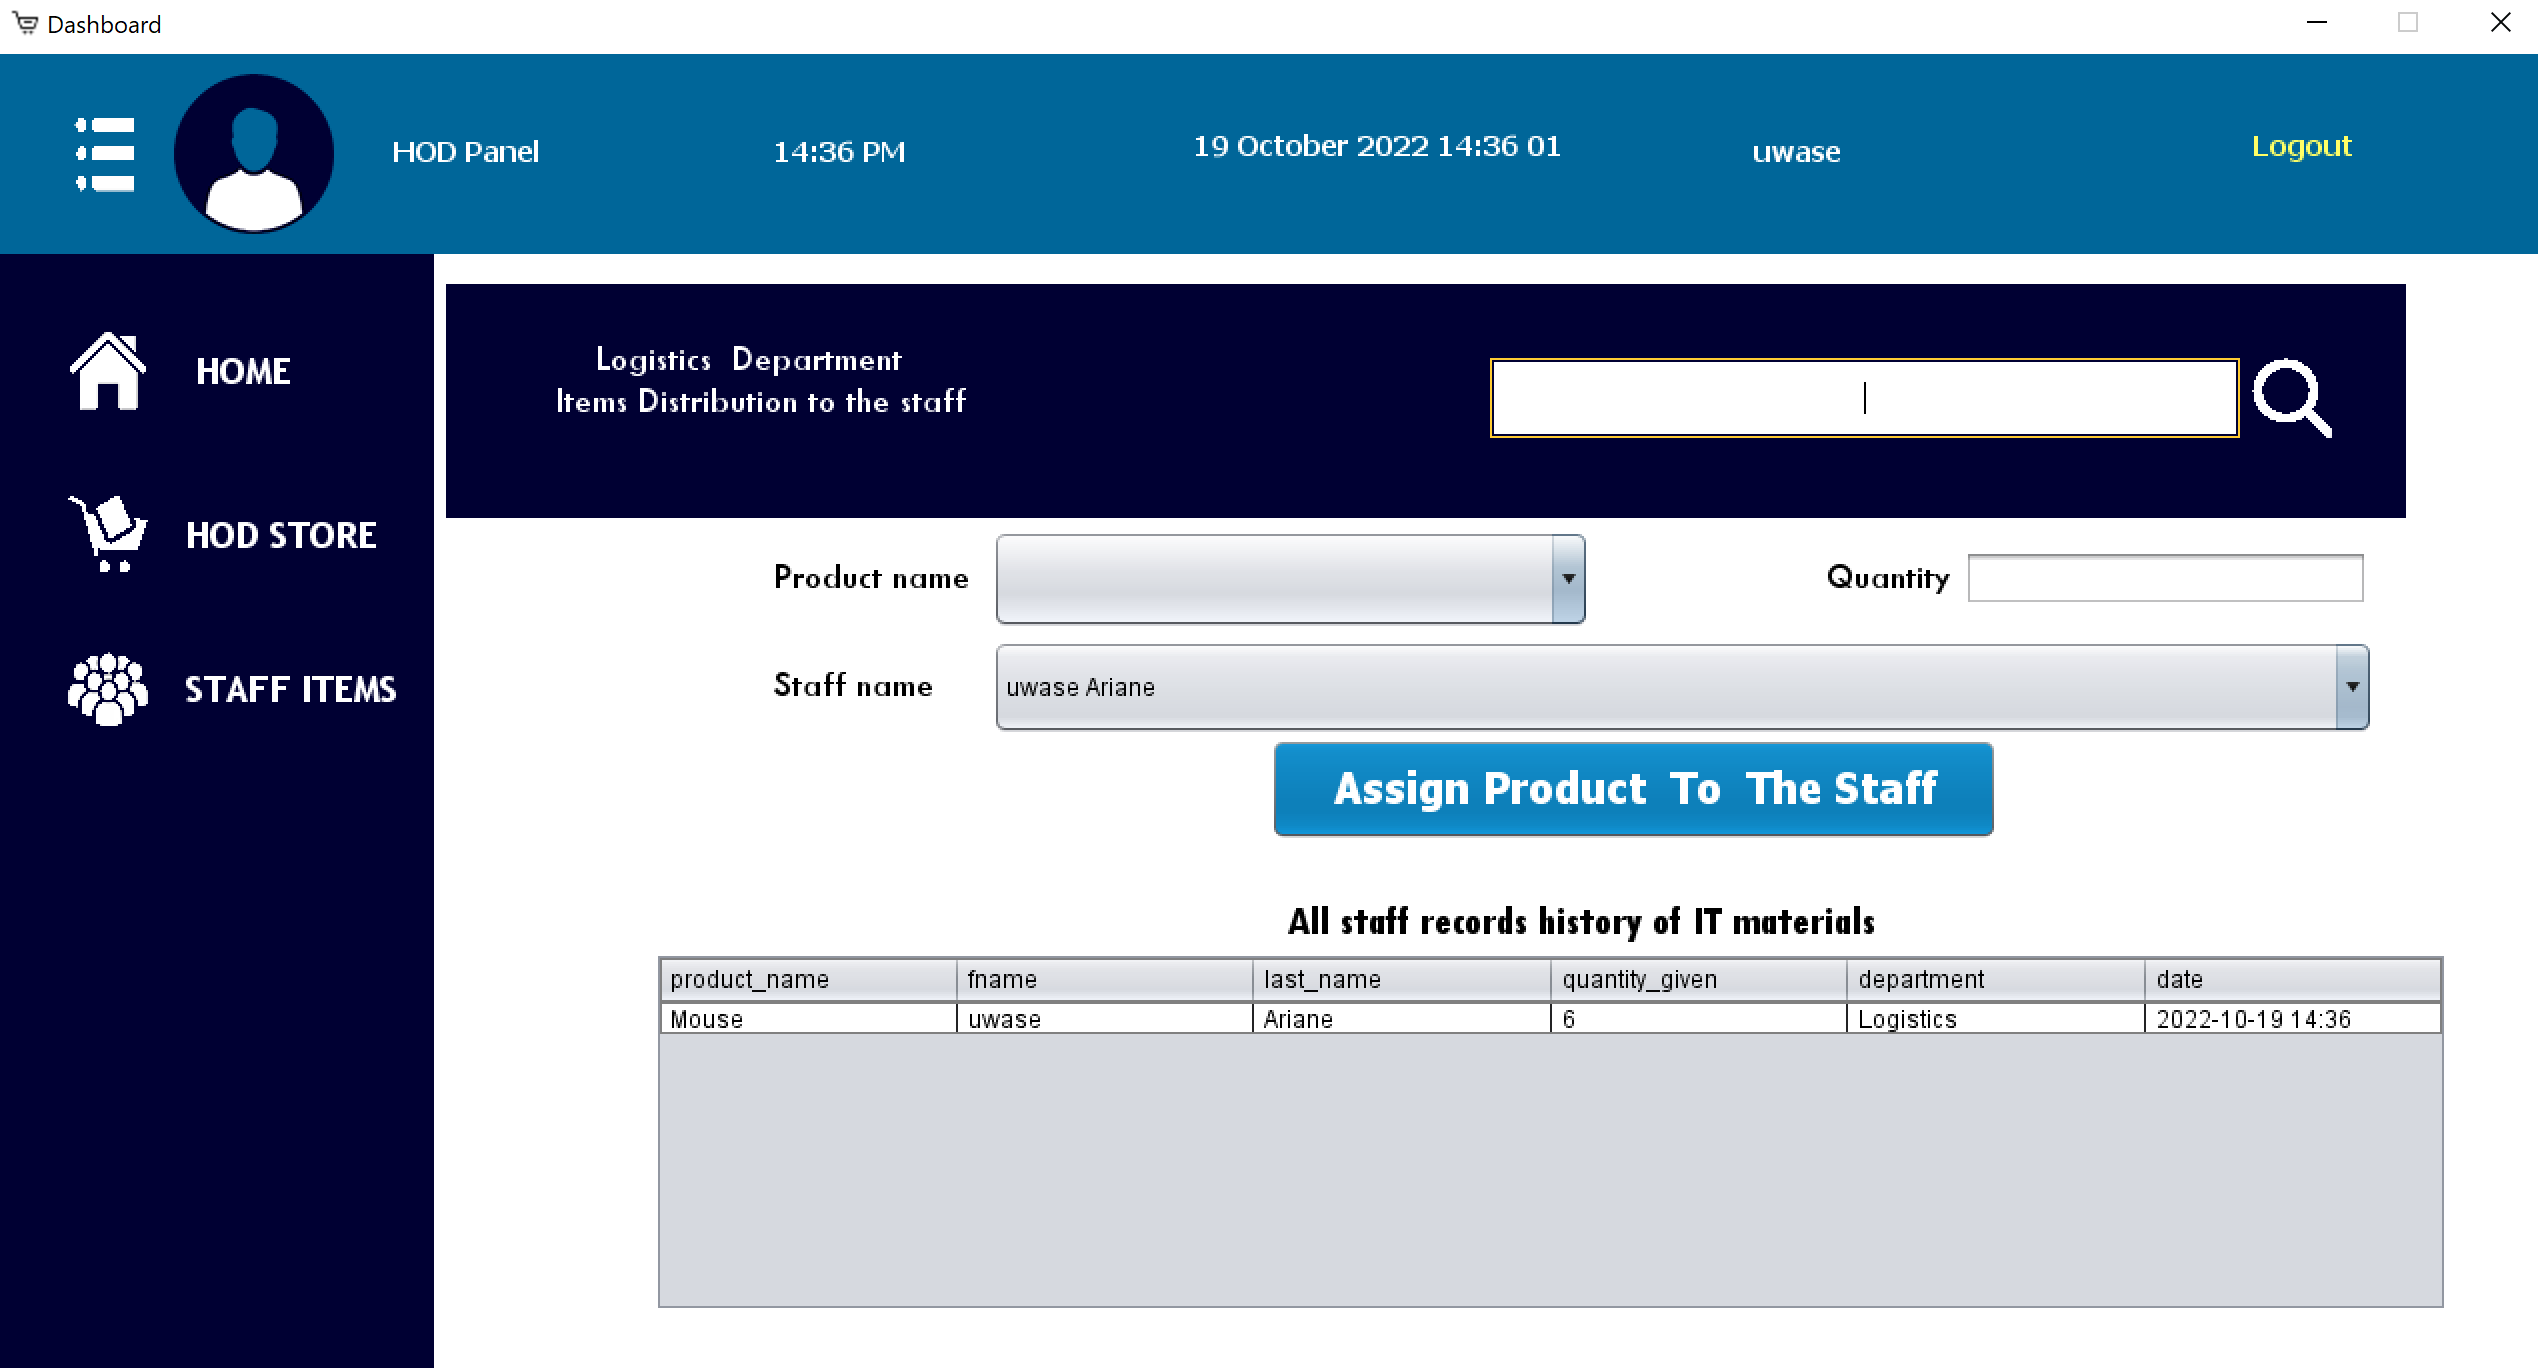 Dashboard
HOD Panel
14:36 PM
19 October 2022 14:36 01
uwase
Logout
HOME
HOD STORE
STAFF ITEMS
Logistics Department
Items Distribution to the staff
Product name
Quantity
Staff name
uwase Ariane
Assign Product To The Staff
All staff records history of IT materials
product_name fname last_name quantity_given department date
Mouse uwase Ariane 6 Logistics 2022-10-19 14:36